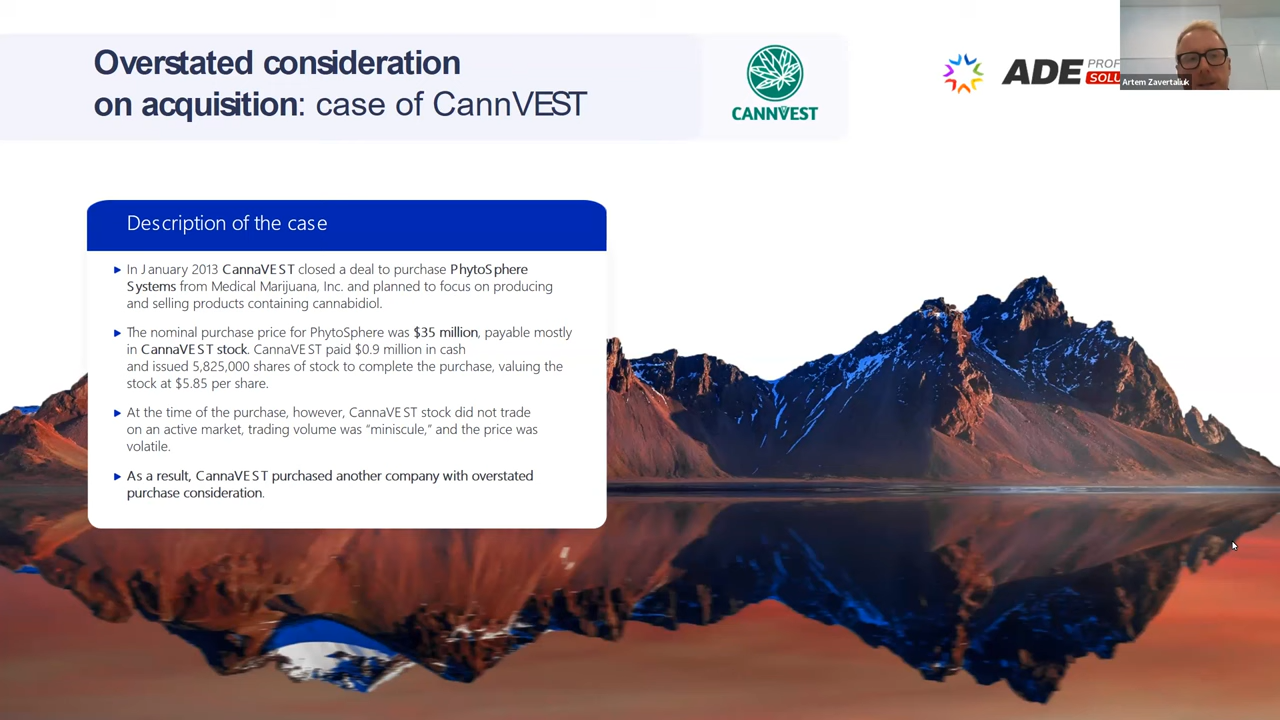 Overstated consideration
on acquisition: case of CannVEST
CANNVEST
ADE PROF
SOLU
Artem Zavertaliuk
Description of the case
In January 2013 CannaVEST closed a deal to purchase PhytoSphere
Systems from Medical Marijuana, Inc. and planned to focus on producing
and selling products containing cannabidiol.
The nominal purchase price for PhytoSphere was $35 million, payable mostly
in CannaVEST stock. CannaVEST paid $0.9 million in cash
and issued 5,825,000 shares of stock to complete the purchase, valuing the
stock at $5.85 per share.
At the time of the purchase, however, CannaVEST stock did not trade
on an active market, trading volume was “miniscule,” and the price was
volatile.
As a result, CannaVEST purchased another company with overstated
purchase consideration.